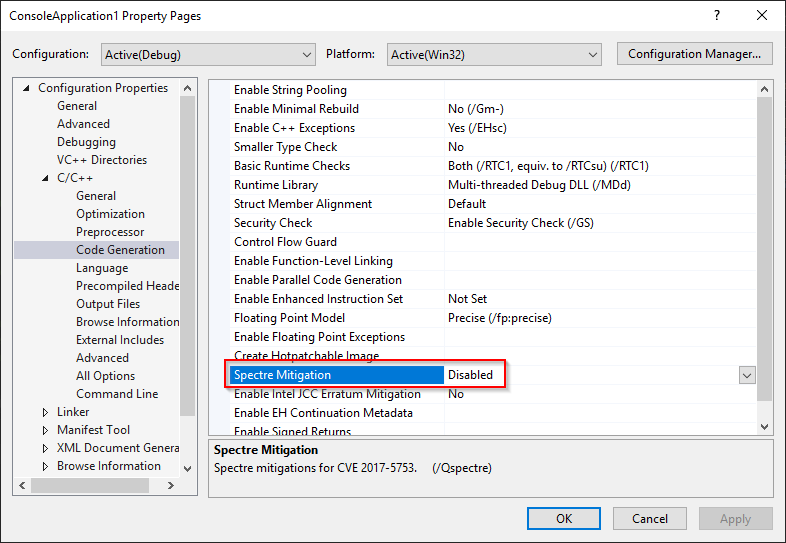 ConsoleApplication1 Property Pages
Configuration: Active(Debug) Platform: Active(Win32) Configuration Manager...
Configuration Properties
General
Advanced
Debugging
VC++ Directories
C/C++
General
Optimization
Preprocessor
Code Generation
Language
Precompiled Heade
Output Files
Browse Information
External Includes
Advanced
All Options
Command Line
Linker
Manifest Tool
XML Document Genera
Browse Information
Enable String Pooling
Enable Minimal Rebuild No (/Gm-)
Enable C++ Exceptions Yes (/EHsc)
Smaller Type Check No
Basic Runtime Checks Both (/RTC1, equiv. to /RTCsu) (/RTC1)
Runtime Library Multi-threaded Debug DLL (/MDd)
Struct Member Alignment Default
Security Check Enable Security Check (/GS)
Control Flow Guard
Enable Function-Level Linking
Enable Parallel Code Generation
Enable Enhanced Instruction Set Not Set
Floating Point Model Precise (/fp:precise)
Enable Floating Point Exceptions
Create Hotpatchable Image
Spectre Mitigation Disabled
Enable Intel JCC Erratum Mitigation No
Enable EH Continuation Metadata
Enable Signed Returns
Spectre Mitigation
Spectre mitigations for CVE 2017-5753. (/Qspectre)
OK Cancel Apply